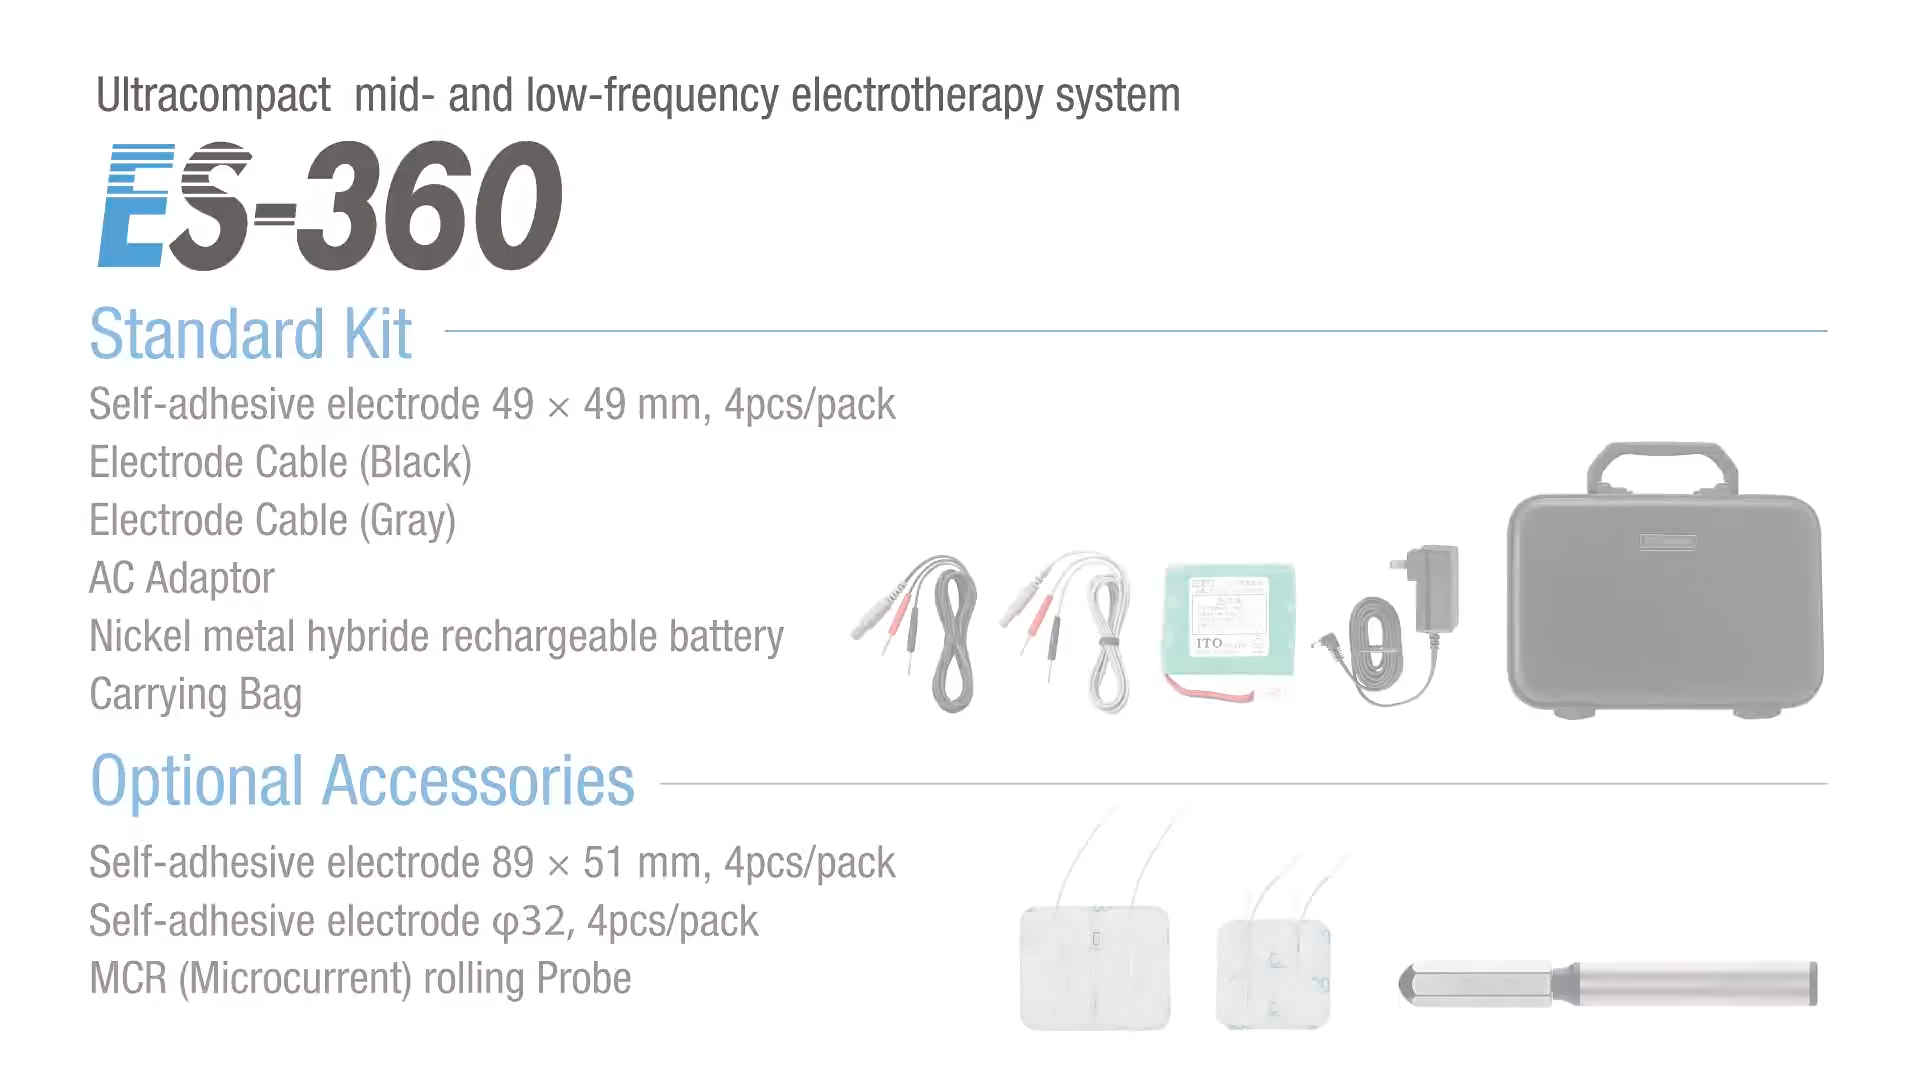 Ultracompact mid- and low-frequency electrotherapy system
ES-360
Standard Kit
Self-adhesive electrode 49 × 49 mm, 4pcs/pack
Electrode Cable (Black)
Electrode Cable (Gray)
AC Adaptor
Nickel metal hybride rechargeable battery
Carrying Bag
ITO
Optional Accessories
Self-adhesive electrode 89 × 51 mm, 4pcs/pack
Self-adhesive electrode φ32, 4pcs/pack
MCR (Microcurrent) rolling Probe